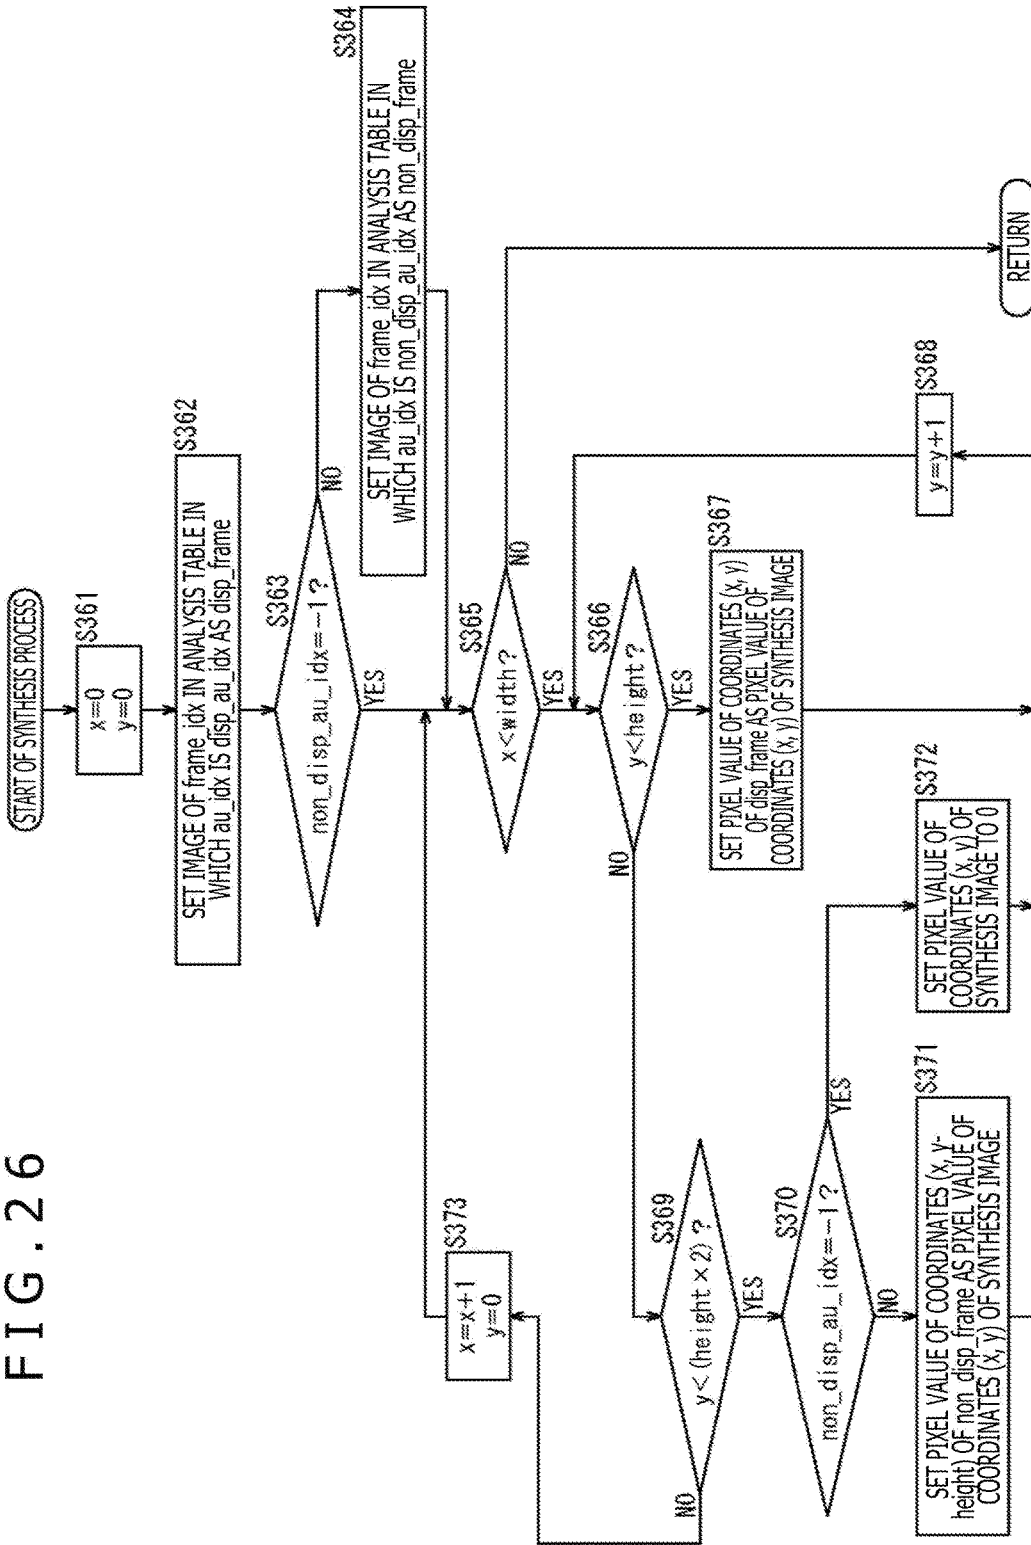 FIG.26
START OF SYNTHESIS PROCESS
S361
x=0
y=0
S362
SET IMAGE OF frame_idx IN ANALYSIS TABLE IN
WHICH au_idx IS disp_au_idx AS disp_frame
S363
non_disp_au_idx=-1?
NO
YES
S364
SET IMAGE OF frame_idx IN ANALYSIS TABLE IN
WHICH au_idx IS non_disp_au_idx AS non_disp_frame
S365
x<width?
NO
YES
S366
y<height?
NO
YES
S367
SET PIXEL VALUE OF COORDINATES (x, y)
OF disp_frame AS PIXEL VALUE OF
COORDINATES (x, y) OF SYNTHESIS IMAGE
S368
y=y+1
S373
x=x+1
y=0
S369
y<(height×2)?
NO
YES
S370
non_disp_au_idx=-1?
YES
NO
S371
SET PIXEL VALUE OF COORDINATES (x, y-
height) OF non_disp_frame AS PIXEL VALUE OF
COORDINATES (x, y) OF SYNTHESIS IMAGE
S372
SET PIXEL VALUE OF
COORDINATES (x, y) OF
SYNTHESIS IMAGE TO 0
RETURN